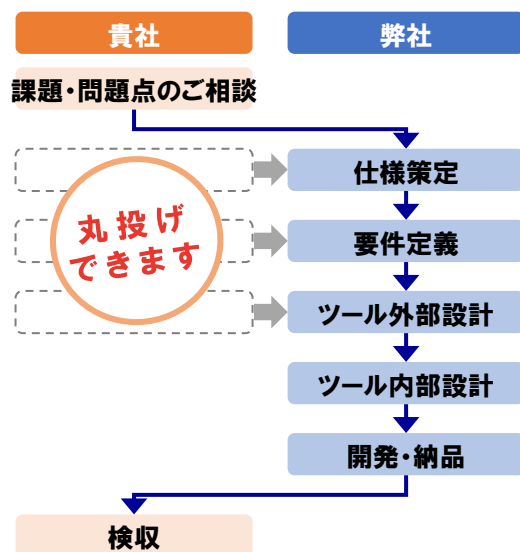 貴社
弊社
課題・問題点のご相談
仕様策定
丸投げ
できます
要件定義
ツール外部設計
ツール内部設計
開発・納品
検収